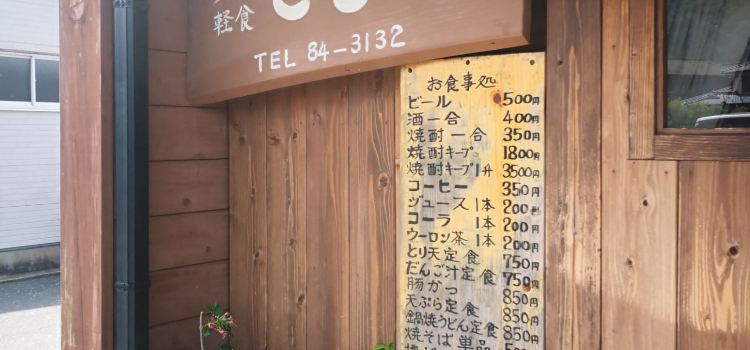 軽食
TEL 84-3132
お食事処
ビール 500円
酒一合 400円
焼酎一合 350円
焼酎キープ 1800円
焼酎キープ1升 3500円
コーヒー 350円
ジュース1本 200円
コーラ 1本 200円
ウーロン茶1本 200円
とり天定食 750円
だんご汁定食 750円
豚かつ 850円
天ぷら定食 850円
鍋焼うどん定食 850円
焼そば単品